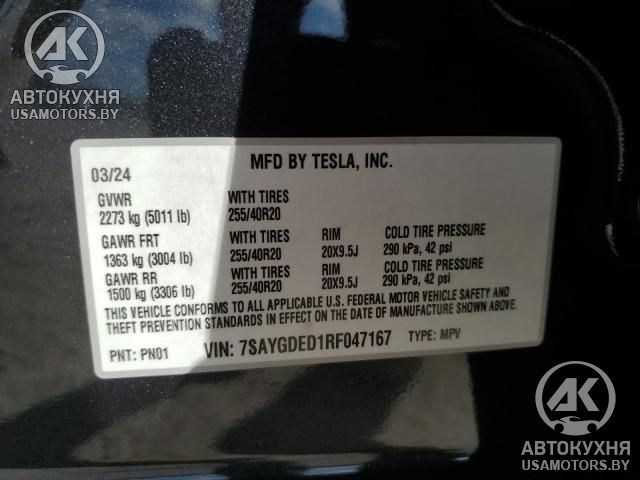 AK
АВТОКУХНЯ
USAMOTORS.BY
MFD BY TESLA, INC.
03/24
GVWR WITH TIRES
2273 kg (5011 lb) 255/40R20
GAWR FRT WITH TIRES RIM COLD TIRE PRESSURE
1363 kg (3004 lb) 255/40R20 20X9.5J 290 kPa, 42 psi
GAWR RR WITH TIRES RIM COLD TIRE PRESSURE
1500 kg (3306 lb) 255/40R20 20X9.5J 290 kPa, 42 psi
THIS VEHICLE CONFORMS TO ALL APPLICABLE U.S. FEDERAL MOTOR VEHICLE SAFETY AND
THEFT PREVENTION STANDARDS IN EFFECT ON THE DATE OF MANUFACTURE SHOWN ABOVE.
PNT: PN01 VIN: 7SAYGDED1RF047167 TYPE: MPV
AK
АВТОКУХНЯ
USAMOTORS.BY